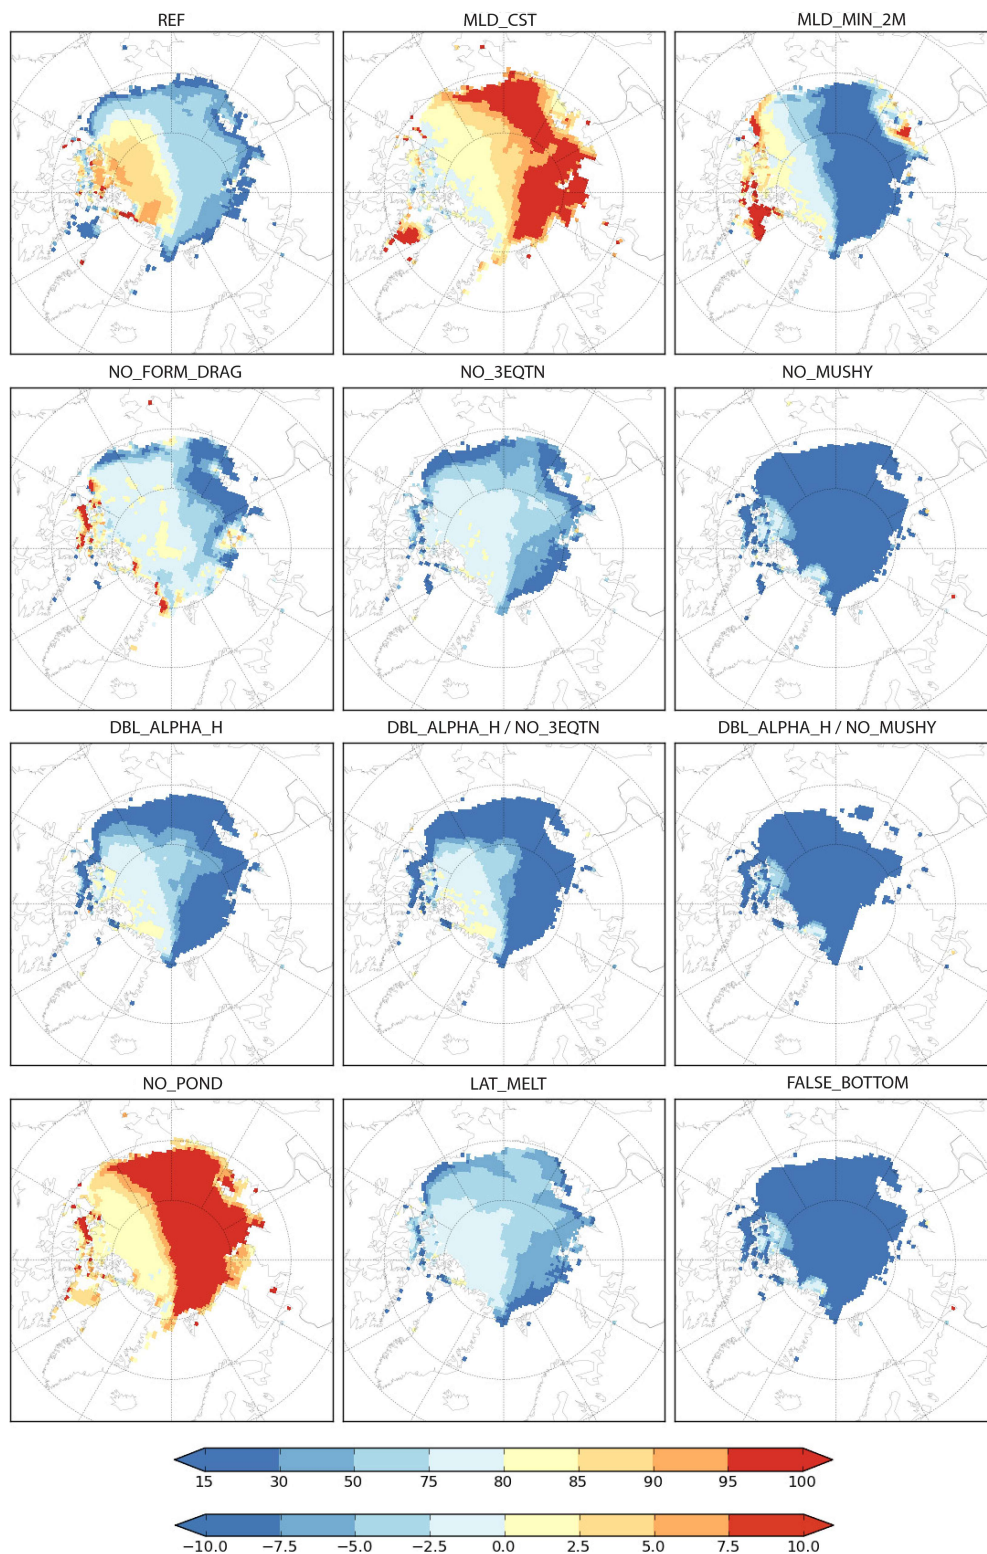 REF MLD_CST MLD_MIN_2M
NO_FORM_DRAG NO_3EQTN NO_MUSHY
DBL_ALPHA_H DBL_ALPHA_H / NO_3EQTN DBL_ALPHA_H / NO_MUSHY
NO_POND LAT_MELT FALSE_BOTTOM
15 30 50 75 80 85 90 95 100
−10.0 −7.5 −5.0 −2.5 0.0 2.5 5.0 7.5 10.0